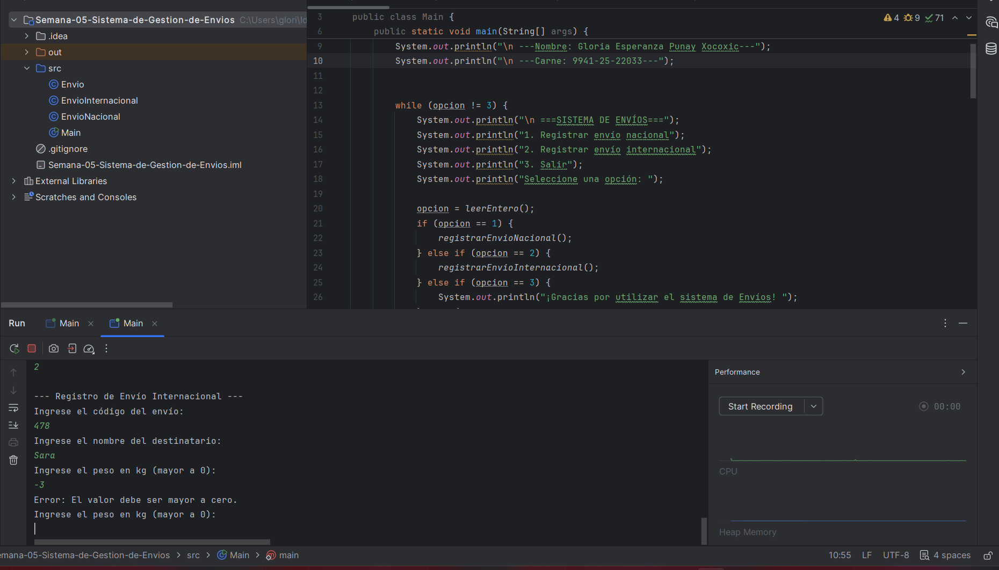 Semana-05-Sistema-de-Gestion-de-Envios C:\Users\glori\Id
.idea
out
src
Envio
EnvioInternacional
EnvioNacional
Main
.gitignore
Semana-05-Sistema-de-Gestion-de-Envios.iml
External Libraries
Scratches and Consoles
3 public class Main {
6 public static void main(String[] args) {
9 System.out.println("\n ---Nombre: Gloria Esperanza Punay Xocoxic---");
10 System.out.println("\n ---Carne: 9941-25-22033---");
11
12
13 while (opcion != 3) {
14 System.out.println("\n ===SISTEMA DE ENVÍOS===");
15 System.out.println("1. Registrar envío nacional");
16 System.out.println("2. Registrar envío internacional");
17 System.out.println("3. Salir");
18 System.out.println("Seleccione una opción: ");
19
20 opcion = leerEntero();
21 if (opcion == 1) {
22 registrarEnvioNacional();
23 } else if (opcion == 2) {
24 registrarEnvioInternacional();
25 } else if (opcion == 3) {
26 System.out.println("¡Gracias por utilizar el sistema de Envíos! ");
4 9 71
Run Main Main
2
--- Registro de Envío Internacional ---
Ingrese el código del envío:
478
Ingrese el nombre del destinatario:
Sara
Ingrese el peso en kg (mayor a 0):
-3
Error: El valor debe ser mayor a cero.
Ingrese el peso en kg (mayor a 0):
Performance
Start Recording 00:00
CPU
Heap Memory
emana-05-Sistema-de-Gestion-de-Envios > src > Main > main
10:55 LF UTF-8 4 spaces